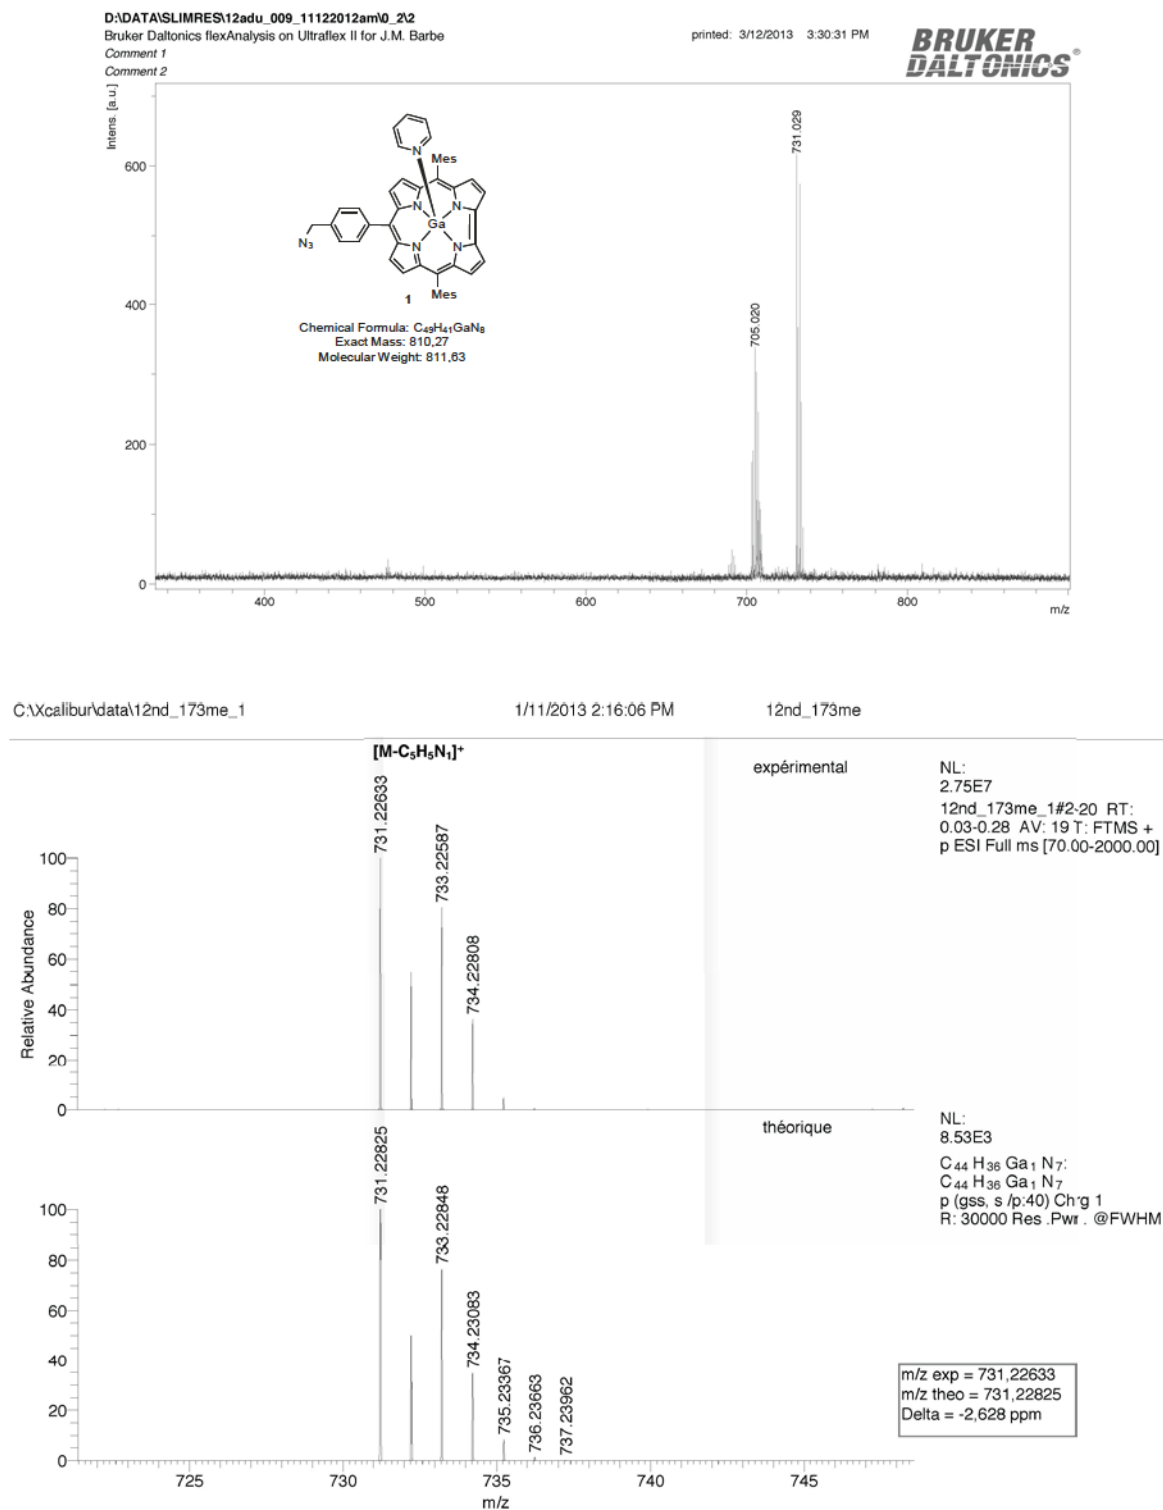 D:\DATA\SLIMRES\12adu_009_11122012am\0_2\2
Bruker Daltonics flexAnalysis on Ultraflex II for J.M. Barbe
printed: 3/12/2013 3:30:31 PM
BRUKER
DALTONICS®
Comment 1
Comment 2
Intens. [a.u.]
600
400
200
0
400
500
600
700
800
m/z
705.020
731.029
N
Mes
N
N
Ga
N
N
N₃
Mes
1
Chemical Formula: C₄₉H₄₁GaN₈
Exact Mass: 810,27
Molecular Weight: 811,63
C:\Xcalibur\data\12nd_173me_1
1/11/2013 2:16:06 PM
12nd_173me
[M-C₅H₅N₁]⁺
expérimental
NL:
2.75E7
12nd_173me_1#2-20 RT:
0.03-0.28 AV: 19 T: FTMS +
p ESI Full ms [70.00-2000.00]
731.22633
733.22587
734.22808
100
80
60
40
20
0
Relative Abundance
théorique
NL:
8.53E3
C₄₄ H₃₆ Ga₁ N₇:
C₄₄ H₃₆ Ga₁ N₇
p (gss, s /p:40) Chrg 1
R: 30000 Res .Pwr . @FWHM
731.22825
733.22848
734.23083
735.23367
736.23663
737.23962
100
80
60
40
20
0
m/z exp = 731,22633
m/z theo = 731,22825
Delta = -2,628 ppm
725
730
735
740
745
m/z